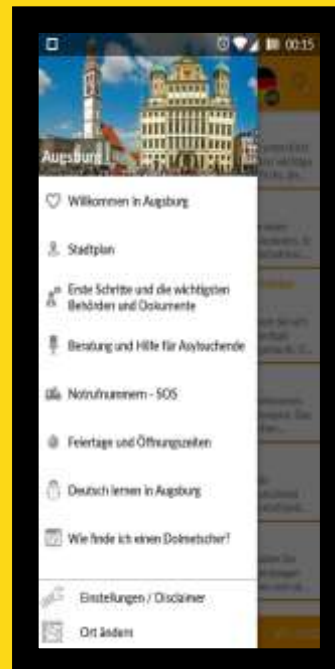 00:15
Augsburg
Willkommen in Augsburg
Stadtplan
Erste Schritte und die wichtigsten
Behörden und Dokumente
Beratung und Hilfe für Asylsuchende
Notrufnummern - SOS
Feiertage und Öffnungszeiten
Deutsch lernen in Augsburg
Wie finde ich einen Dolmetscher?
Einstellungen / Disclaimer
Ort ändern